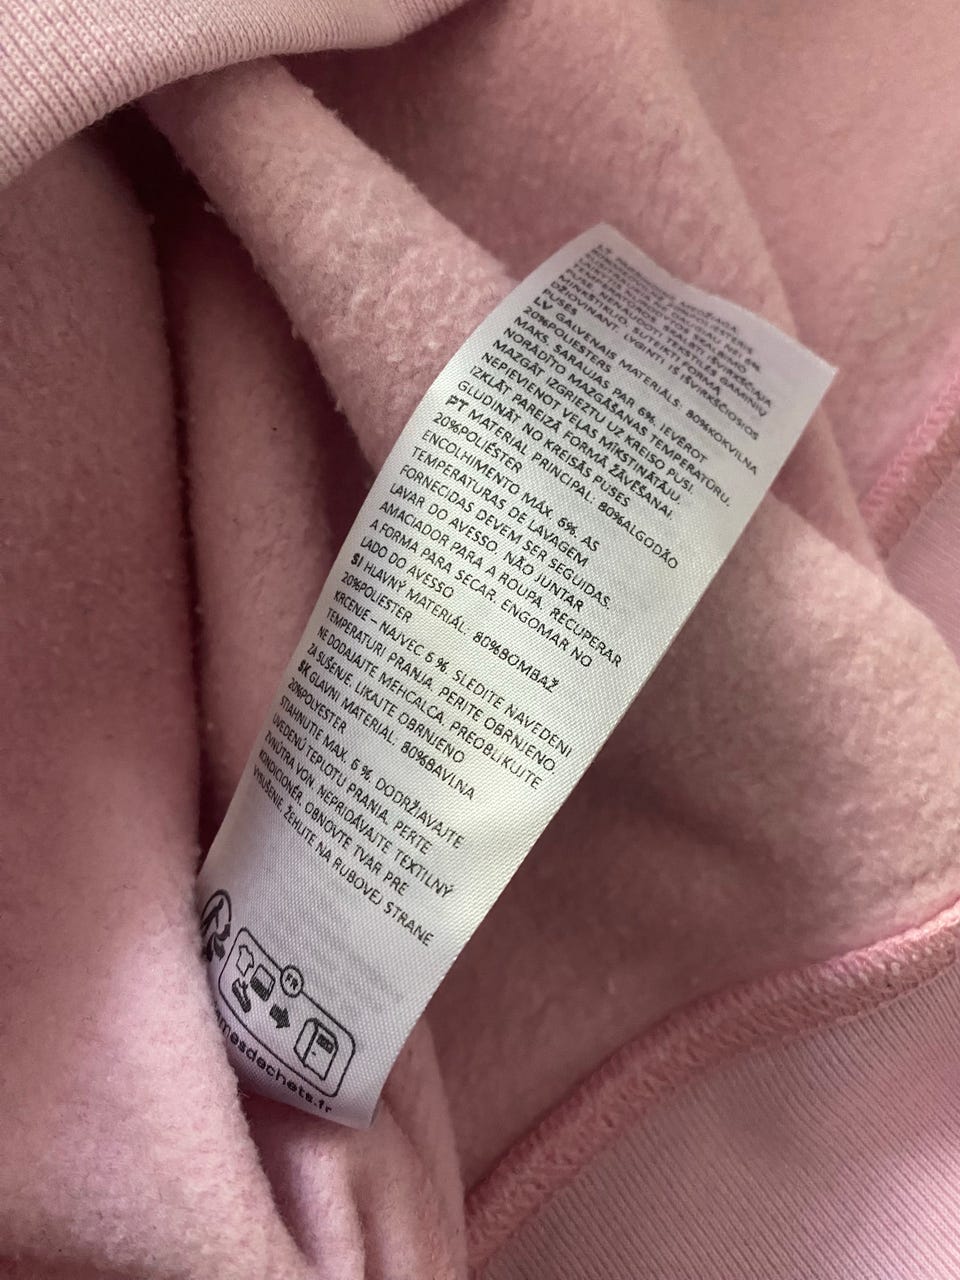 PUSĖS
LV GALVENAIS MATERIĀLS: 80%KOKVILNA
20%POLIESTERS
MAKS. SARAUJAS PAR 6%. IEVĒROT
NORĀDĪTO MAZGĀŠANAS TEMPERATŪRU.
MAZGĀT IZGRIEZTU UZ KREISO PUSI.
NEPIEVIENOT VEĻAS MĪKSTINĀTĀJU.
IZKLĀT PAREIZĀ FORMĀ ŽĀVĒŠANAI.
GLUDINĀT NO KREISĀS PUSES
PT MATERIAL PRINCIPAL: 80%ALGODÃO
20%POLIÉSTER
ENCOLHIMENTO MÁX. 6%. AS
TEMPERATURAS DE LAVAGEM
FORNECIDAS DEVEM SER SEGUIDAS.
LAVAR DO AVESSO. NÃO JUNTAR
AMACIADOR PARA A ROUPA. RECUPERAR
A FORMA PARA SECAR. ENGOMAR NO
LADO DO AVESSO
SI HLAVNÝ MATERIÁL: 80%BOMBAŽ
20%POLIESTER
KRČENJE – NAJVEČ 6 %. SLEDITE NAVEDENI
TEMPERATURI PRANJA. PERITE OBRNJENO.
NE DODAJAJTE MEHČALCA. PREOBLIKUJTE
ZA SUŠENJE. LIKAJTE OBRNJENO
SK GLAVNI MATERIAL: 80%BAVLNA
20%POLYESTER
STIAHNUTIE MAX. 6 %. DODRŽIAVAJTE
UVEDENÚ TEPLOTU PRANIA. PERTE
ZVNÚTRA VON. NEPRIDÁVAJTE TEXTILNÝ
KONDICIONÉR. OBNOVTE TVAR PRE
VYSUŠENIE. ŽEHLITE NA RUBOVEJ STRANE
FR
mesdechets.fr